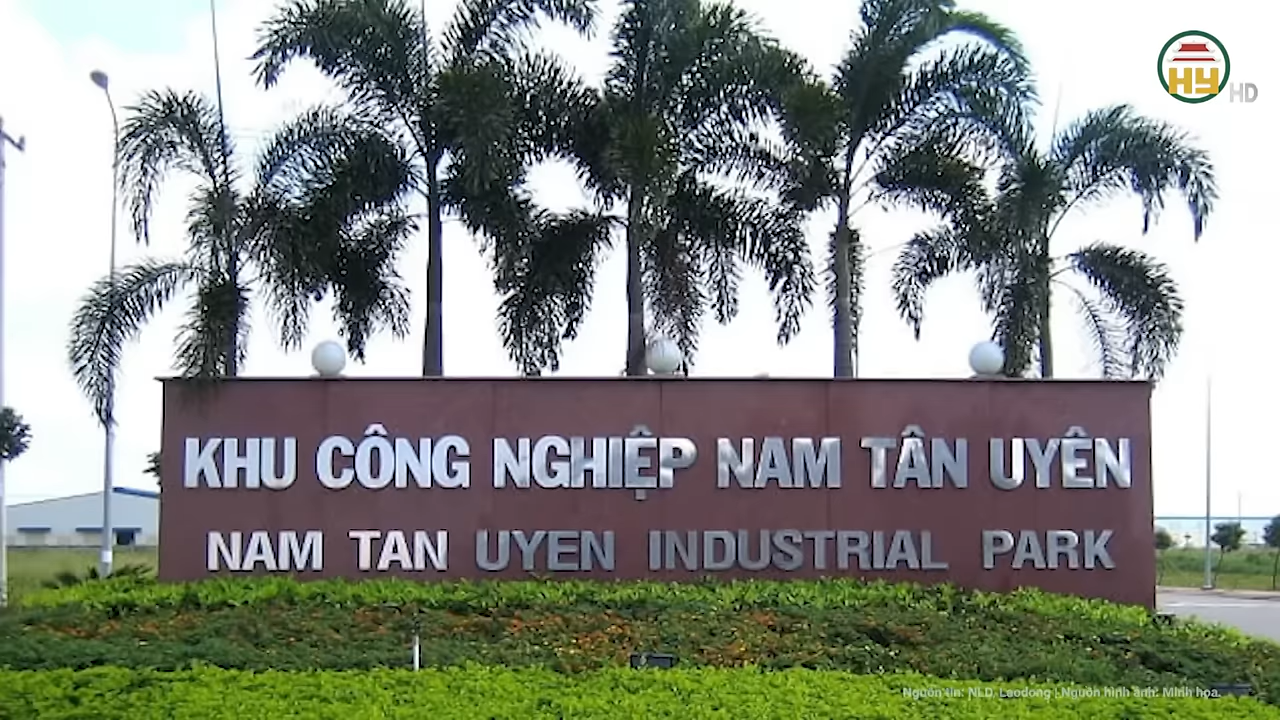 HY HD
KHU CÔNG NGHIỆP NAM TÂN UYÊN
NAM TAN UYEN INDUSTRIAL PARK
Nguồn tin: NLD, Laodong | Nguồn hình ảnh: Minh họa.